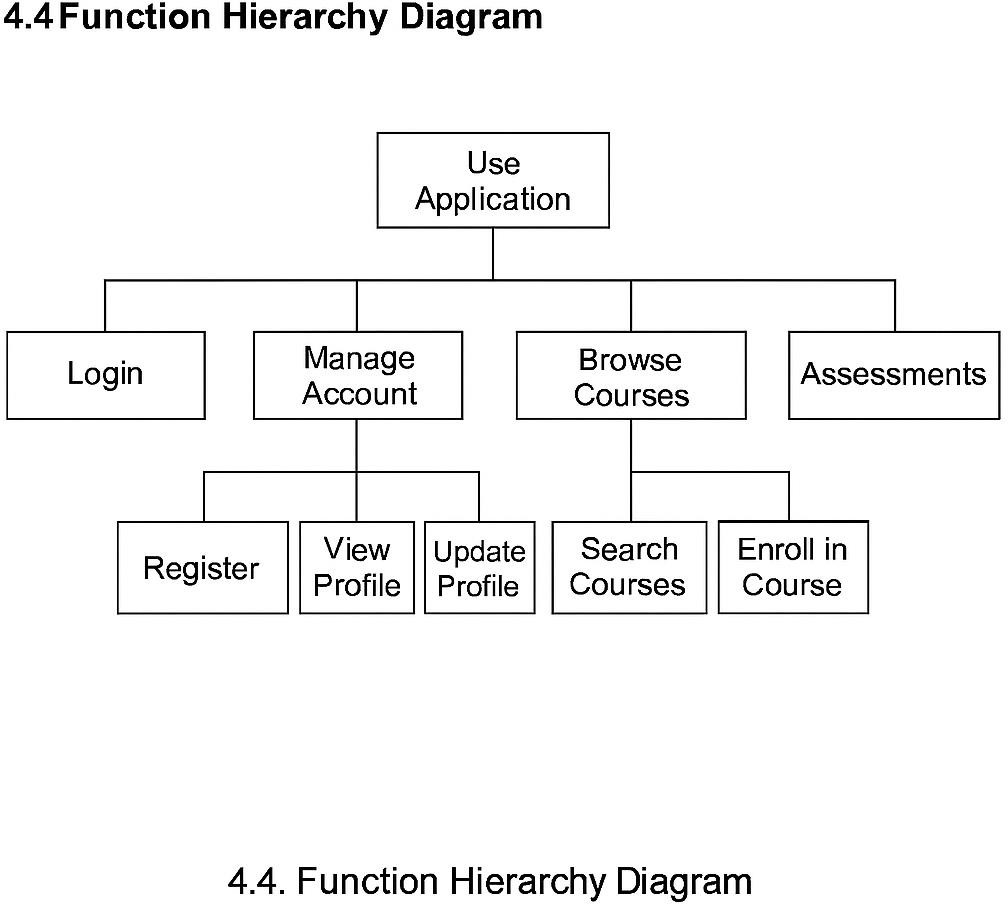 4.4 Function Hierarchy Diagram
Use
Application
Login
Manage
Account
Browse
Courses
Assessments
Register
View
Profile
Update
Profile
Search
Courses
Enroll in
Course
4.4. Function Hierarchy Diagram